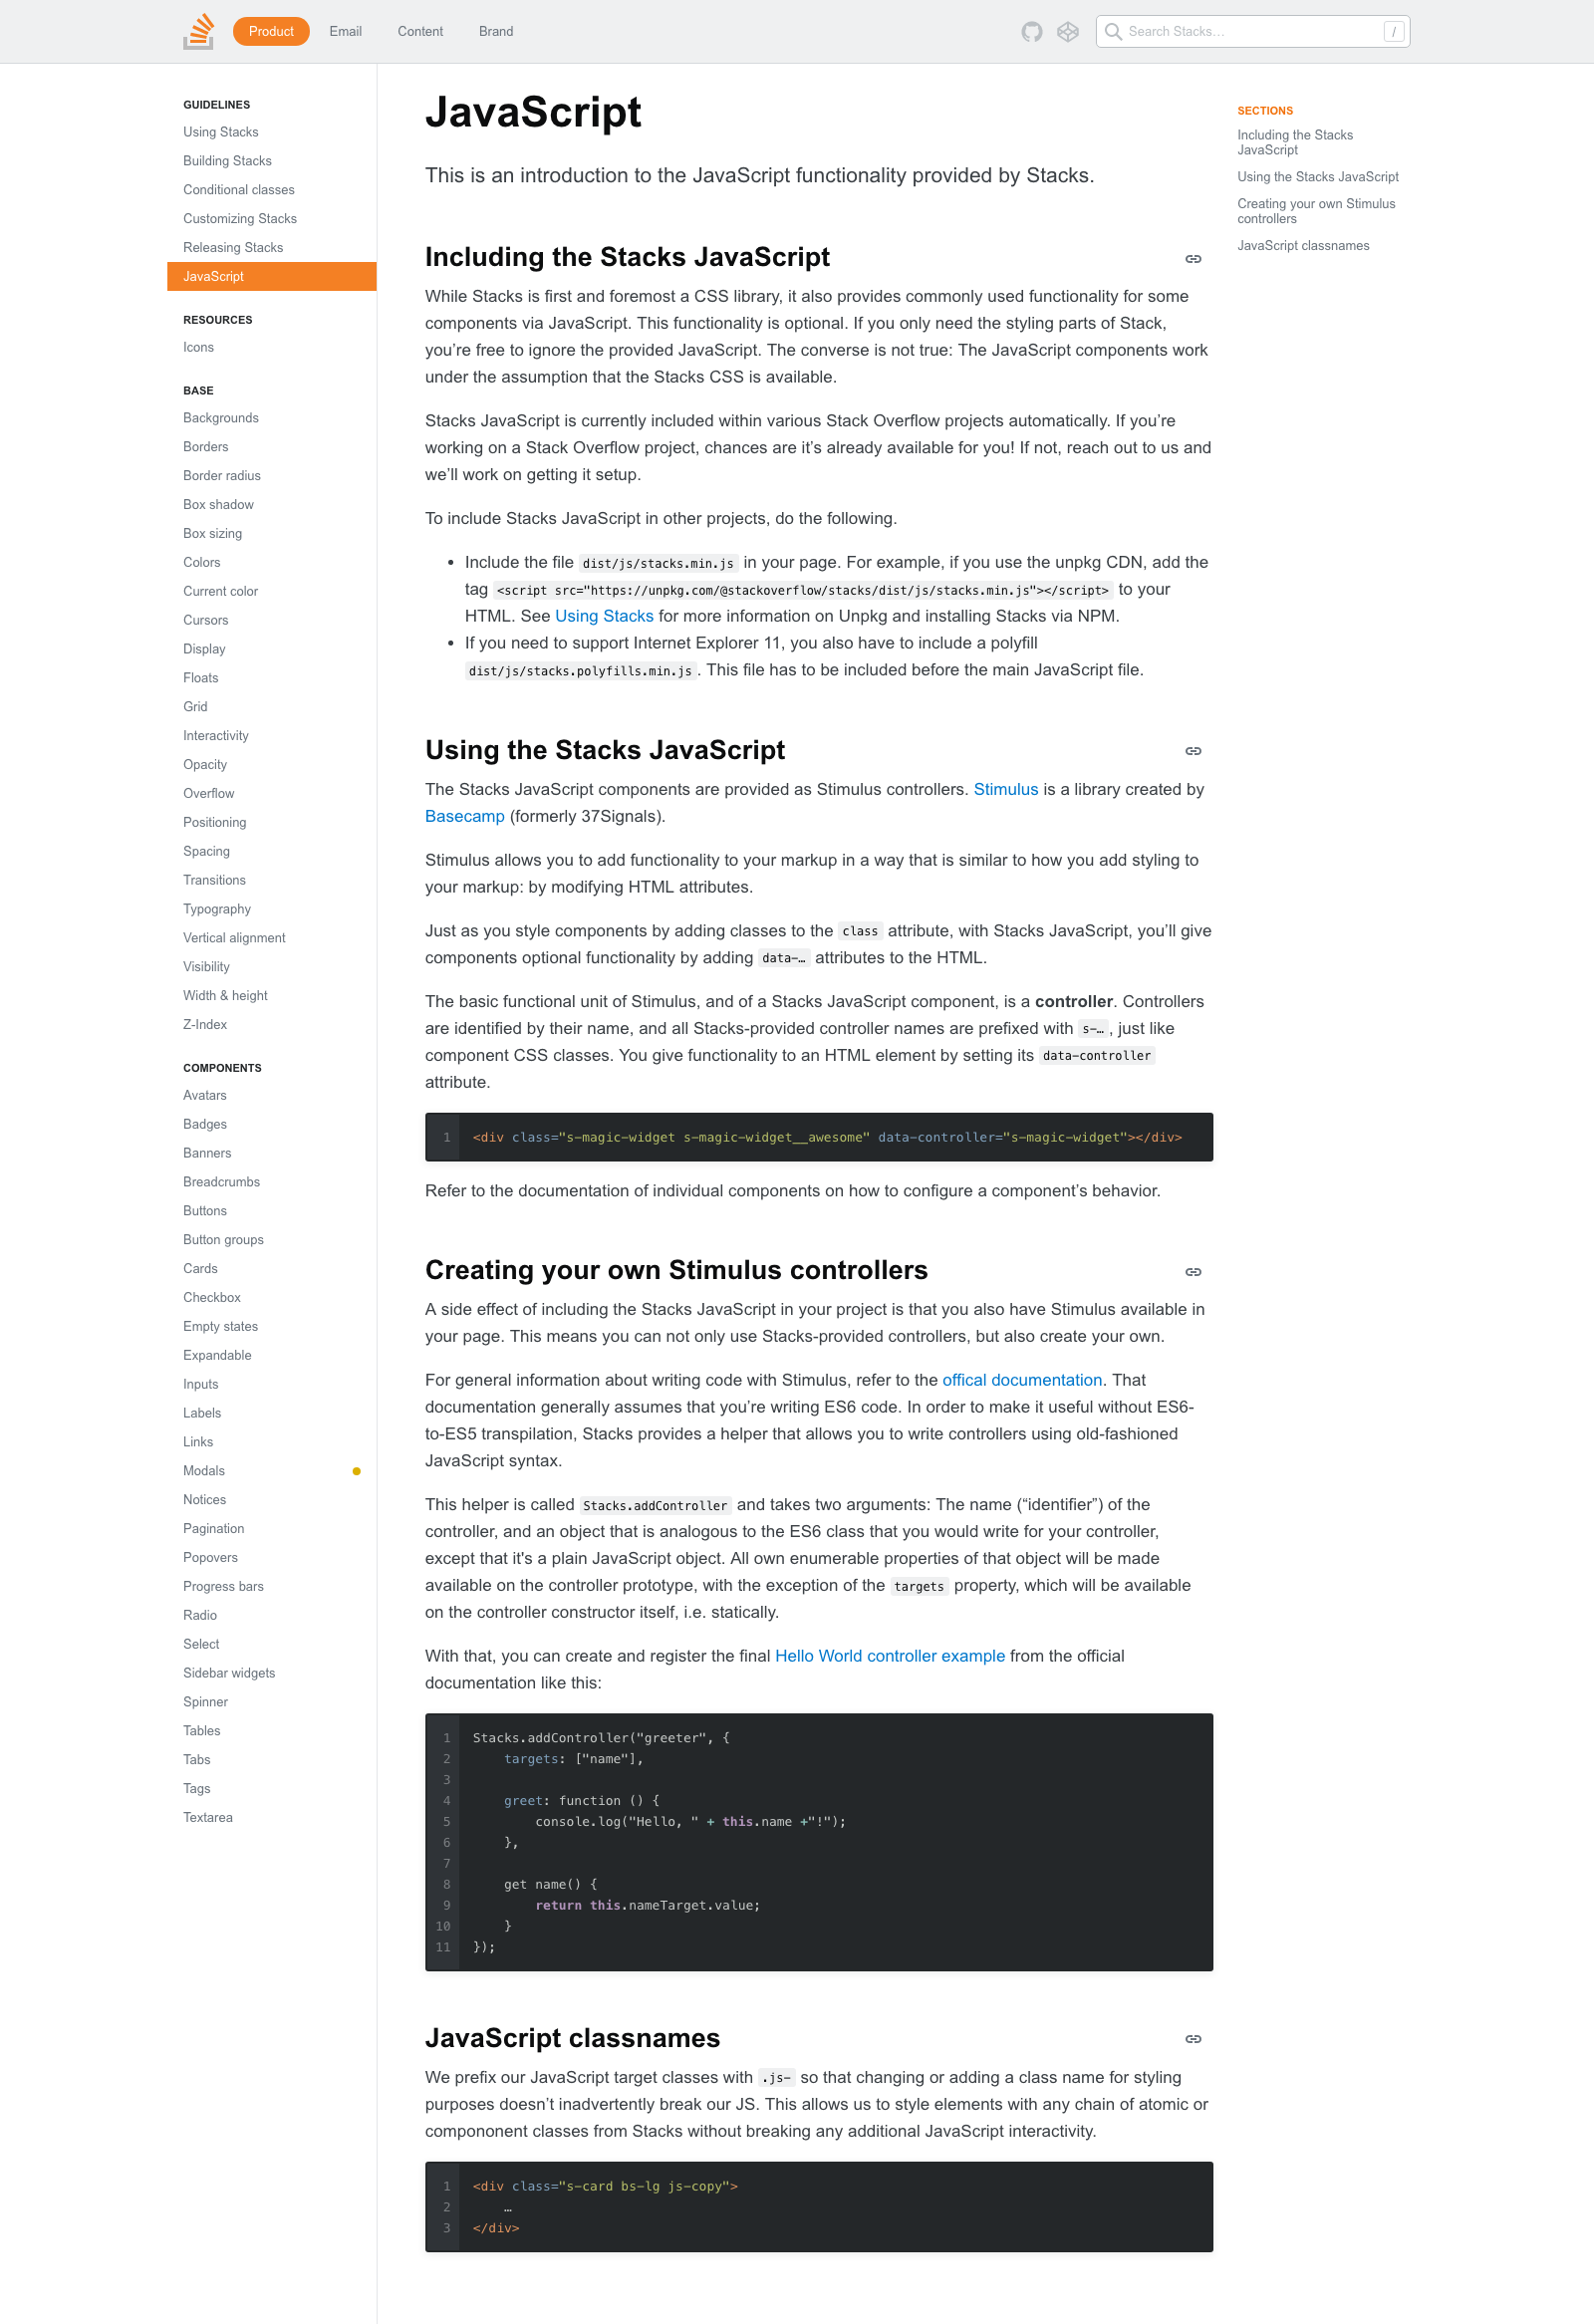 Product
Email
Content
Brand
Search Stacks…
/
GUIDELINES
Using Stacks
Building Stacks
Conditional classes
Customizing Stacks
Releasing Stacks
JavaScript
RESOURCES
Icons
BASE
Backgrounds
Borders
Border radius
Box shadow
Box sizing
Colors
Current color
Cursors
Display
Floats
Grid
Interactivity
Opacity
Overflow
Positioning
Spacing
Transitions
Typography
Vertical alignment
Visibility
Width & height
Z-Index
COMPONENTS
Avatars
Badges
Banners
Breadcrumbs
Buttons
Button groups
Cards
Checkbox
Empty states
Expandable
Inputs
Labels
Links
Modals
Notices
Pagination
Popovers
Progress bars
Radio
Select
Sidebar widgets
Spinner
Tables
Tabs
Tags
Textarea
JavaScript
This is an introduction to the JavaScript functionality provided by Stacks.
Including the Stacks JavaScript
While Stacks is first and foremost a CSS library, it also provides commonly used functionality for some
components via JavaScript. This functionality is optional. If you only need the styling parts of Stack,
you’re free to ignore the provided JavaScript. The converse is not true: The JavaScript components work
under the assumption that the Stacks CSS is available.
Stacks JavaScript is currently included within various Stack Overflow projects automatically. If you’re
working on a Stack Overflow project, chances are it’s already available for you! If not, reach out to us and
we’ll work on getting it setup.
To include Stacks JavaScript in other projects, do the following.
• Include the file dist/js/stacks.min.js in your page. For example, if you use the unpkg CDN, add the
tag <script src="https://unpkg.com/@stackoverflow/stacks/dist/js/stacks.min.js"></script> to your
HTML. See Using Stacks for more information on Unpkg and installing Stacks via NPM.
• If you need to support Internet Explorer 11, you also have to include a polyfill
dist/js/stacks.polyfills.min.js. This file has to be included before the main JavaScript file.
Using the Stacks JavaScript
The Stacks JavaScript components are provided as Stimulus controllers. Stimulus is a library created by
Basecamp (formerly 37Signals).
Stimulus allows you to add functionality to your markup in a way that is similar to how you add styling to
your markup: by modifying HTML attributes.
Just as you style components by adding classes to the class attribute, with Stacks JavaScript, you’ll give
components optional functionality by adding data-… attributes to the HTML.
The basic functional unit of Stimulus, and of a Stacks JavaScript component, is a controller. Controllers
are identified by their name, and all Stacks-provided controller names are prefixed with s-…, just like
component CSS classes. You give functionality to an HTML element by setting its data-controller
attribute.
1 <div class="s-magic-widget s-magic-widget__awesome" data-controller="s-magic-widget"></div>
Refer to the documentation of individual components on how to configure a component’s behavior.
Creating your own Stimulus controllers
A side effect of including the Stacks JavaScript in your project is that you also have Stimulus available in
your page. This means you can not only use Stacks-provided controllers, but also create your own.
For general information about writing code with Stimulus, refer to the offical documentation. That
documentation generally assumes that you’re writing ES6 code. In order to make it useful without ES6-
to-ES5 transpilation, Stacks provides a helper that allows you to write controllers using old-fashioned
JavaScript syntax.
This helper is called Stacks.addController and takes two arguments: The name (“identifier”) of the
controller, and an object that is analogous to the ES6 class that you would write for your controller,
except that it's a plain JavaScript object. All own enumerable properties of that object will be made
available on the controller prototype, with the exception of the targets property, which will be available
on the controller constructor itself, i.e. statically.
With that, you can create and register the final Hello World controller example from the official
documentation like this:
1 Stacks.addController("greeter", {
2     targets: ["name"],
3
4     greet: function () {
5         console.log("Hello, " + this.name +"!");
6     },
7
8     get name() {
9         return this.nameTarget.value;
10     }
11 });
JavaScript classnames
We prefix our JavaScript target classes with .js- so that changing or adding a class name for styling
purposes doesn’t inadvertently break our JS. This allows us to style elements with any chain of atomic or
compononent classes from Stacks without breaking any additional JavaScript interactivity.
1 <div class="s-card bs-lg js-copy">
2     …
3 </div>
SECTIONS
Including the Stacks
JavaScript
Using the Stacks JavaScript
Creating your own Stimulus
controllers
JavaScript classnames